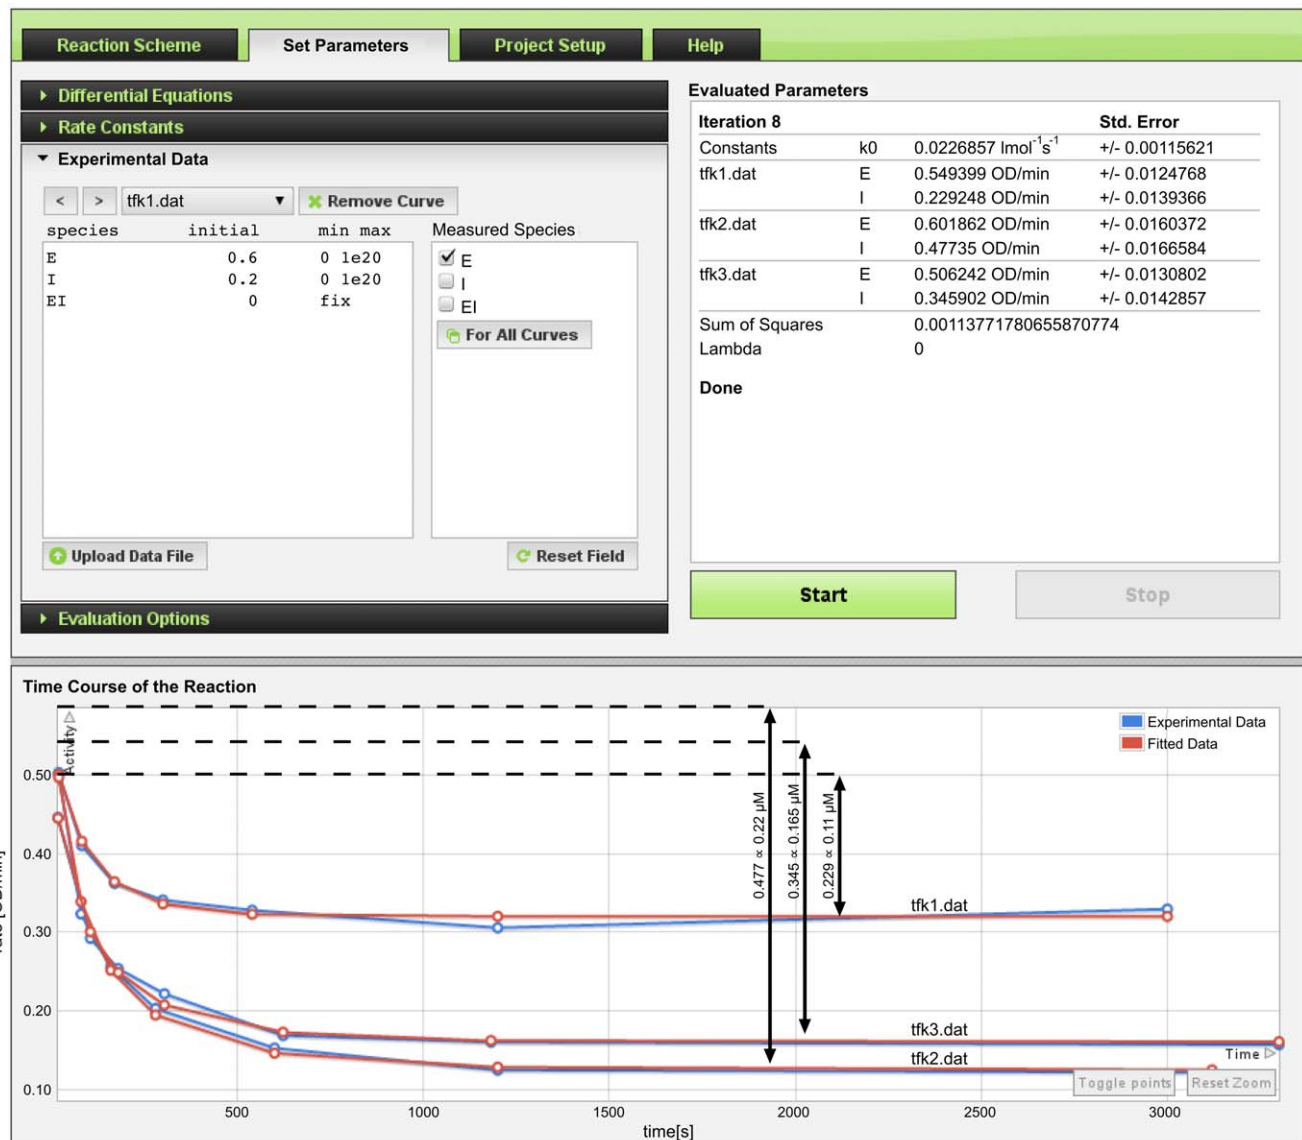 Reaction Scheme
Set Parameters
Project Setup
Help
Differential Equations
Rate Constants
Experimental Data
< > tfk1.dat Remove Curve
species initial min max Measured Species
E 0.6 0 1e20
I 0.2 0 1e20
EI 0 fix
E
I
EI
For All Curves
Upload Data File
Reset Field
Evaluation Options
Evaluated Parameters
Iteration 8 Std. Error
Constants k0 0.0226857 lmol⁻¹s⁻¹ +/- 0.00115621
tfk1.dat E 0.549399 OD/min +/- 0.0124768
I 0.229248 OD/min +/- 0.0139366
tfk2.dat E 0.601862 OD/min +/- 0.0160372
I 0.47735 OD/min +/- 0.0166584
tfk3.dat E 0.506242 OD/min +/- 0.0130802
I 0.345902 OD/min +/- 0.0142857
Sum of Squares 0.00113771780655870774
Lambda 0
Done
Start
Stop
Time Course of the Reaction
Activity
Experimental Data
Fitted Data
0.50
0.40
0.30
0.20
0.10
0.477 ∝ 0.22 µM
0.345 ∝ 0.165 µM
0.229 ∝ 0.11 µM
tfk1.dat
tfk3.dat
tfk2.dat
Time
Toggle points
Reset Zoom
500 1000 1500 2000 2500 3000
time[s]